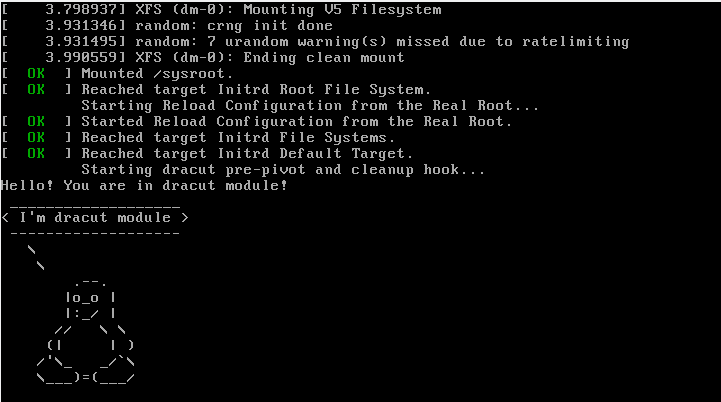 [    3.798937] XFS (dm-0): Mounting V5 Filesystem
[    3.931346] random: crng init done
[    3.931495] random: 7 urandom warning(s) missed due to ratelimiting
[    3.990559] XFS (dm-0): Ending clean mount
[  OK  ] Mounted /sysroot.
[  OK  ] Reached target Initrd Root File System.
         Starting Reload Configuration from the Real Root...
[  OK  ] Started Reload Configuration from the Real Root.
[  OK  ] Reached target Initrd File Systems.
[  OK  ] Reached target Initrd Default Target.
         Starting dracut pre-pivot and cleanup hook...
Hello! You are in dracut module!
 ___________________
< I'm dracut module >
 -------------------
   \
    \
        .--.
       |o_o |
       |:_/ |
      //   \ \
     (|     | )
    /'\_   _/`\
    \___)=(___/